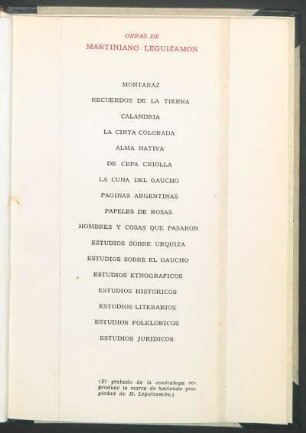 OBRAS DE
MARTINIANO LEGUIZAMON
MONTARAZ
RECUERDOS DE LA TIERRA
CALANDRIA
LA CINTA COLORADA
ALMA NATIVA
DE CEPA CRIOLLA
LA CUNA DEL GAUCHO
PAGINAS ARGENTINAS
PAPELES DE ROSAS
HOMBRES Y COSAS QUE PASARON
ESTUDIOS SOBRE URQUIZA
ESTUDIOS SOBRE EL GAUCHO
ESTUDIOS ETNOGRAFICOS
ESTUDIOS HISTORICOS
ESTUDIOS LITERARIOS
ESTUDIOS FOLKLORICOS
ESTUDIOS JURIDICOS
(El grabado de la contratapa re-
produce la marca de hacienda pro-
piedad de M. Leguizamón.)